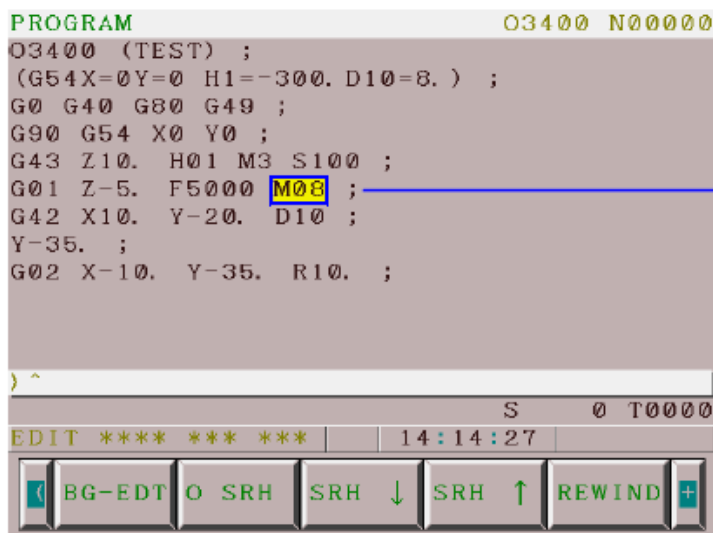 PROGRAM O3400 N00000
O3400 (TEST) ;
(G54X=0Y=0 H1=-300. D10=8. ) ;
G0 G40 G80 G49 ;
G90 G54 X0 Y0 ;
G43 Z10. H01 M3 S100 ;
G01 Z-5. F5000 M08 ;
G42 X10. Y-20. D10 ;
Y-35. ;
G02 X-10. Y-35. R10. ;
) ^
S 0 T0000
EDIT **** *** *** 14:14:27
( BG-EDT O SRH SRH ↓ SRH ↑ REWIND +